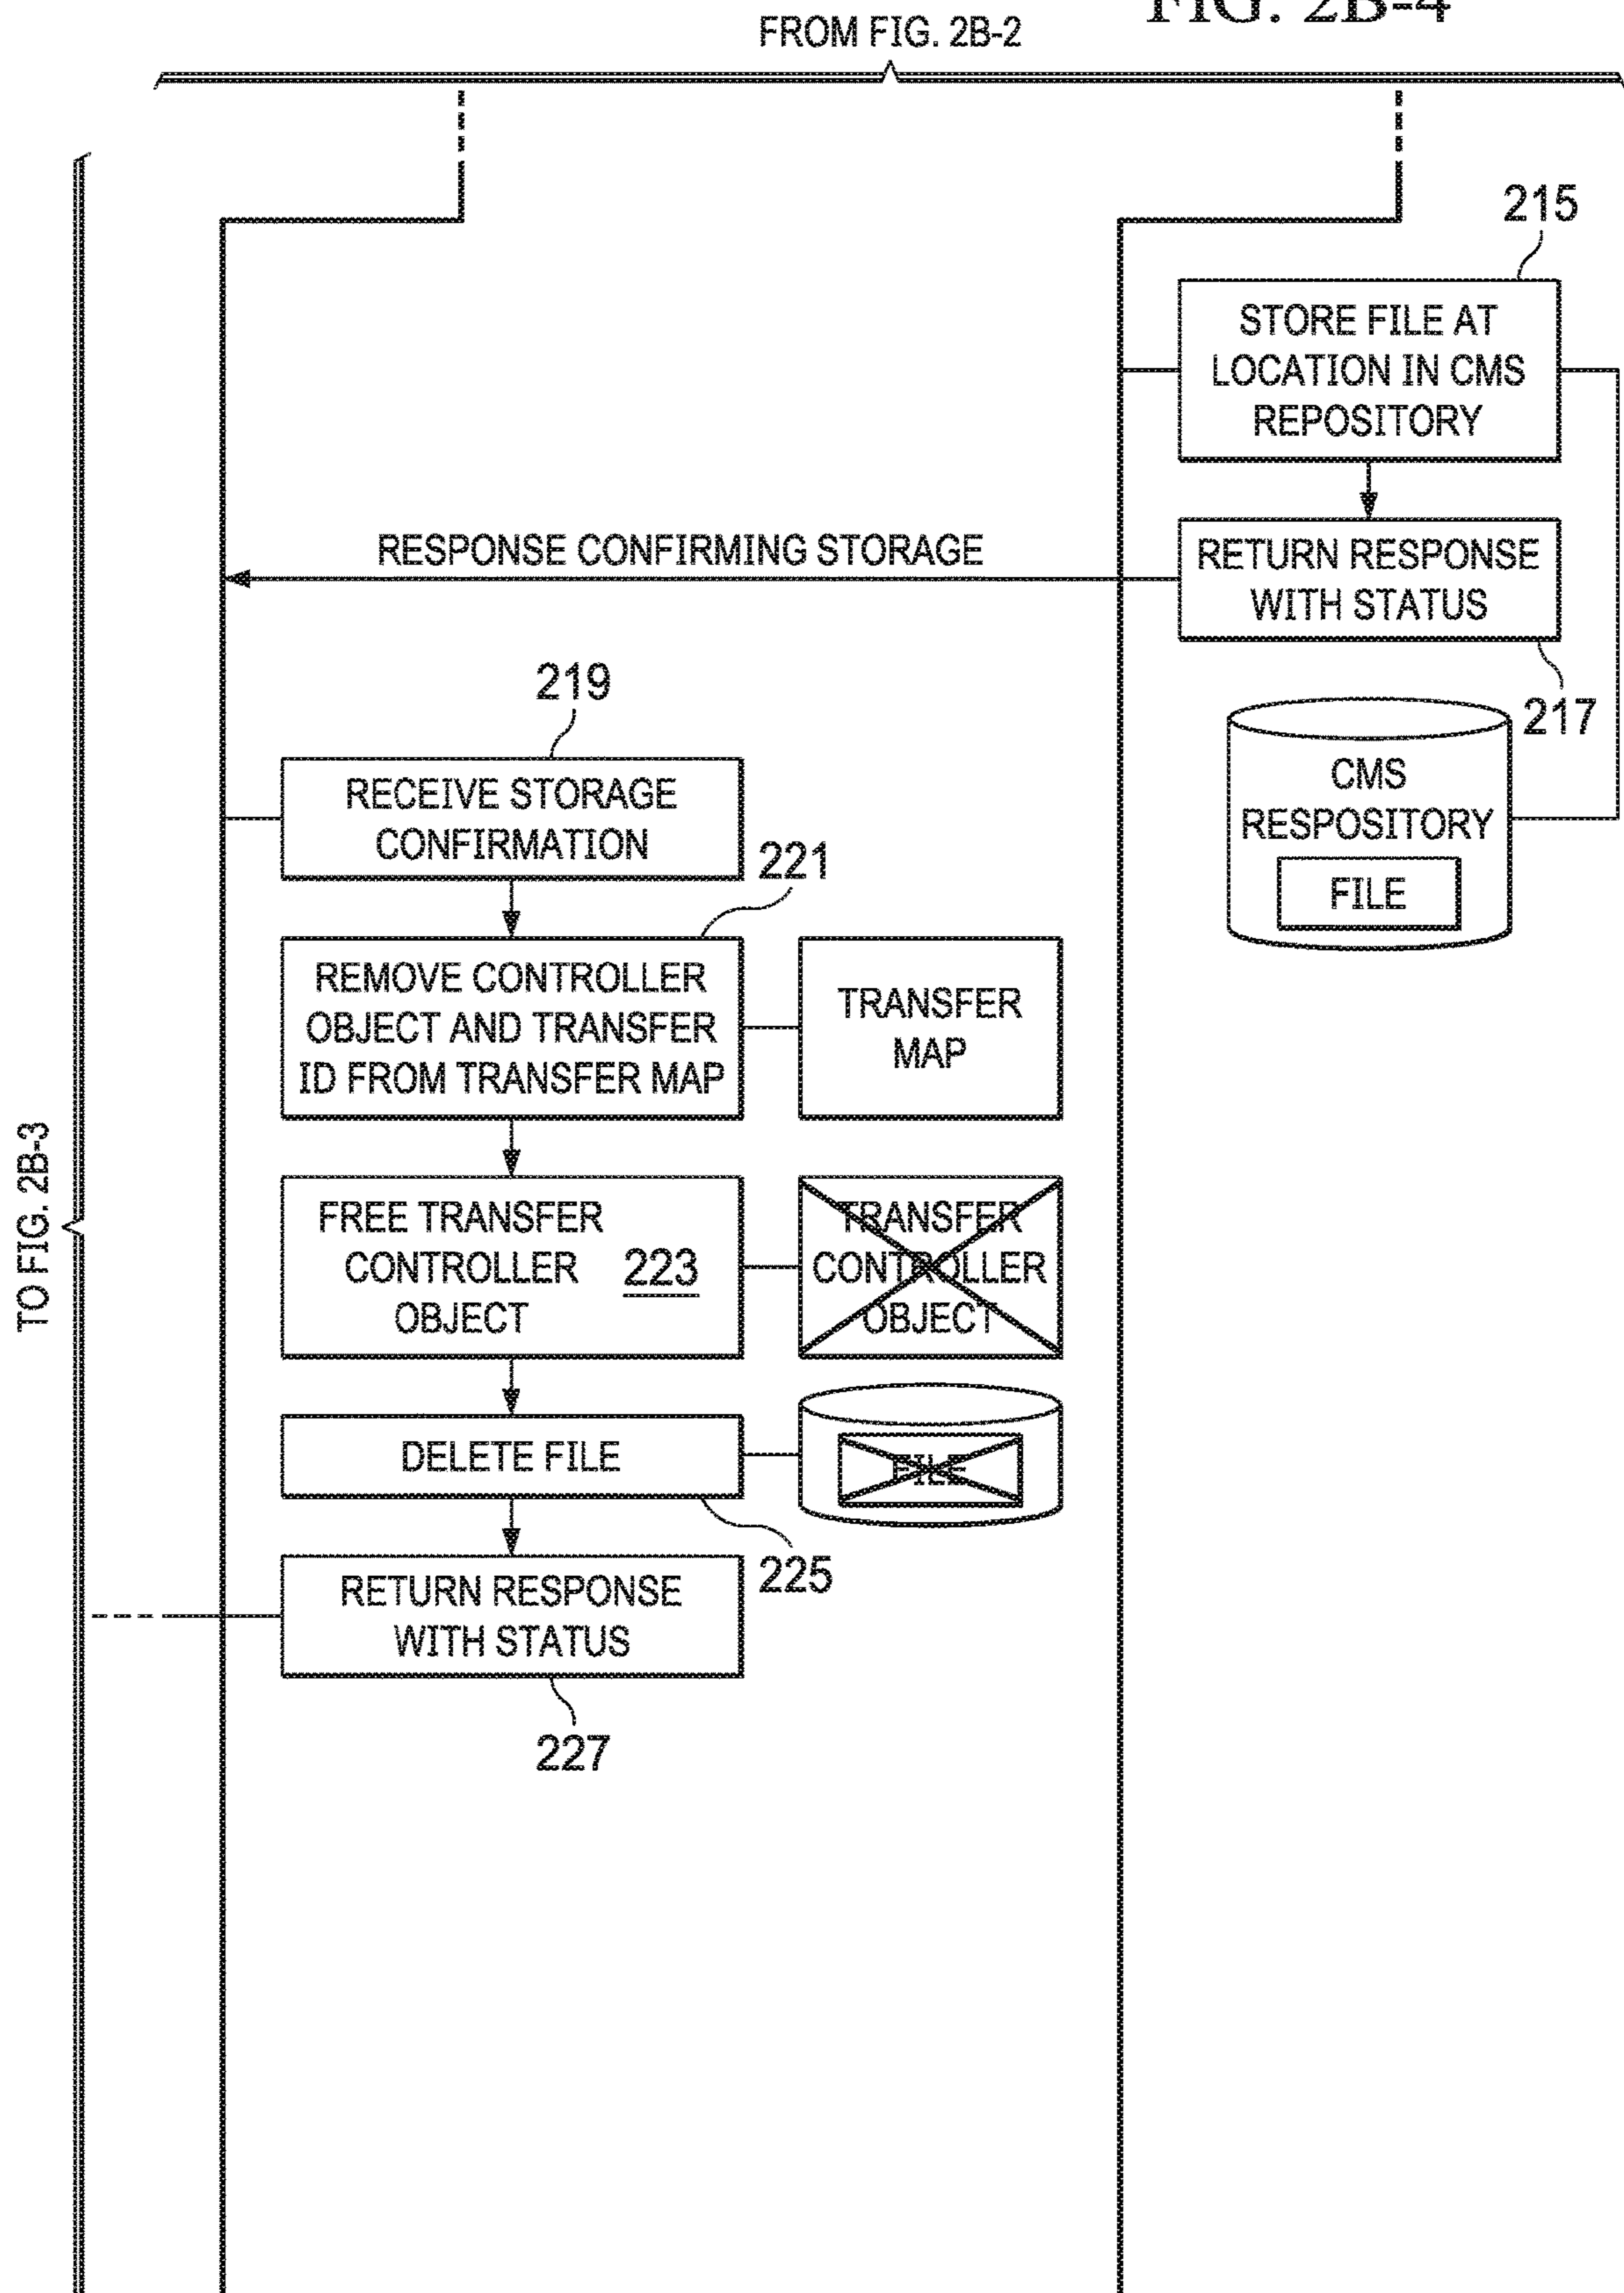 FIG. 2B-4
FROM FIG. 2B-2
215
STORE FILE AT
LOCATION IN CMS
REPOSITORY
RESPONSE CONFIRMING STORAGE
RETURN RESPONSE
WITH STATUS
217
219
RECEIVE STORAGE
CONFIRMATION
CMS
RESPOSITORY
FILE
221
REMOVE CONTROLLER
OBJECT AND TRANSFER
ID FROM TRANSFER MAP
TRANSFER
MAP
TO FIG. 2B-3
FREE TRANSFER
CONTROLLER
OBJECT
223
TRANSFER
CONTROLLER
OBJECT
DELETE FILE
FILE
225
RETURN RESPONSE
WITH STATUS
227